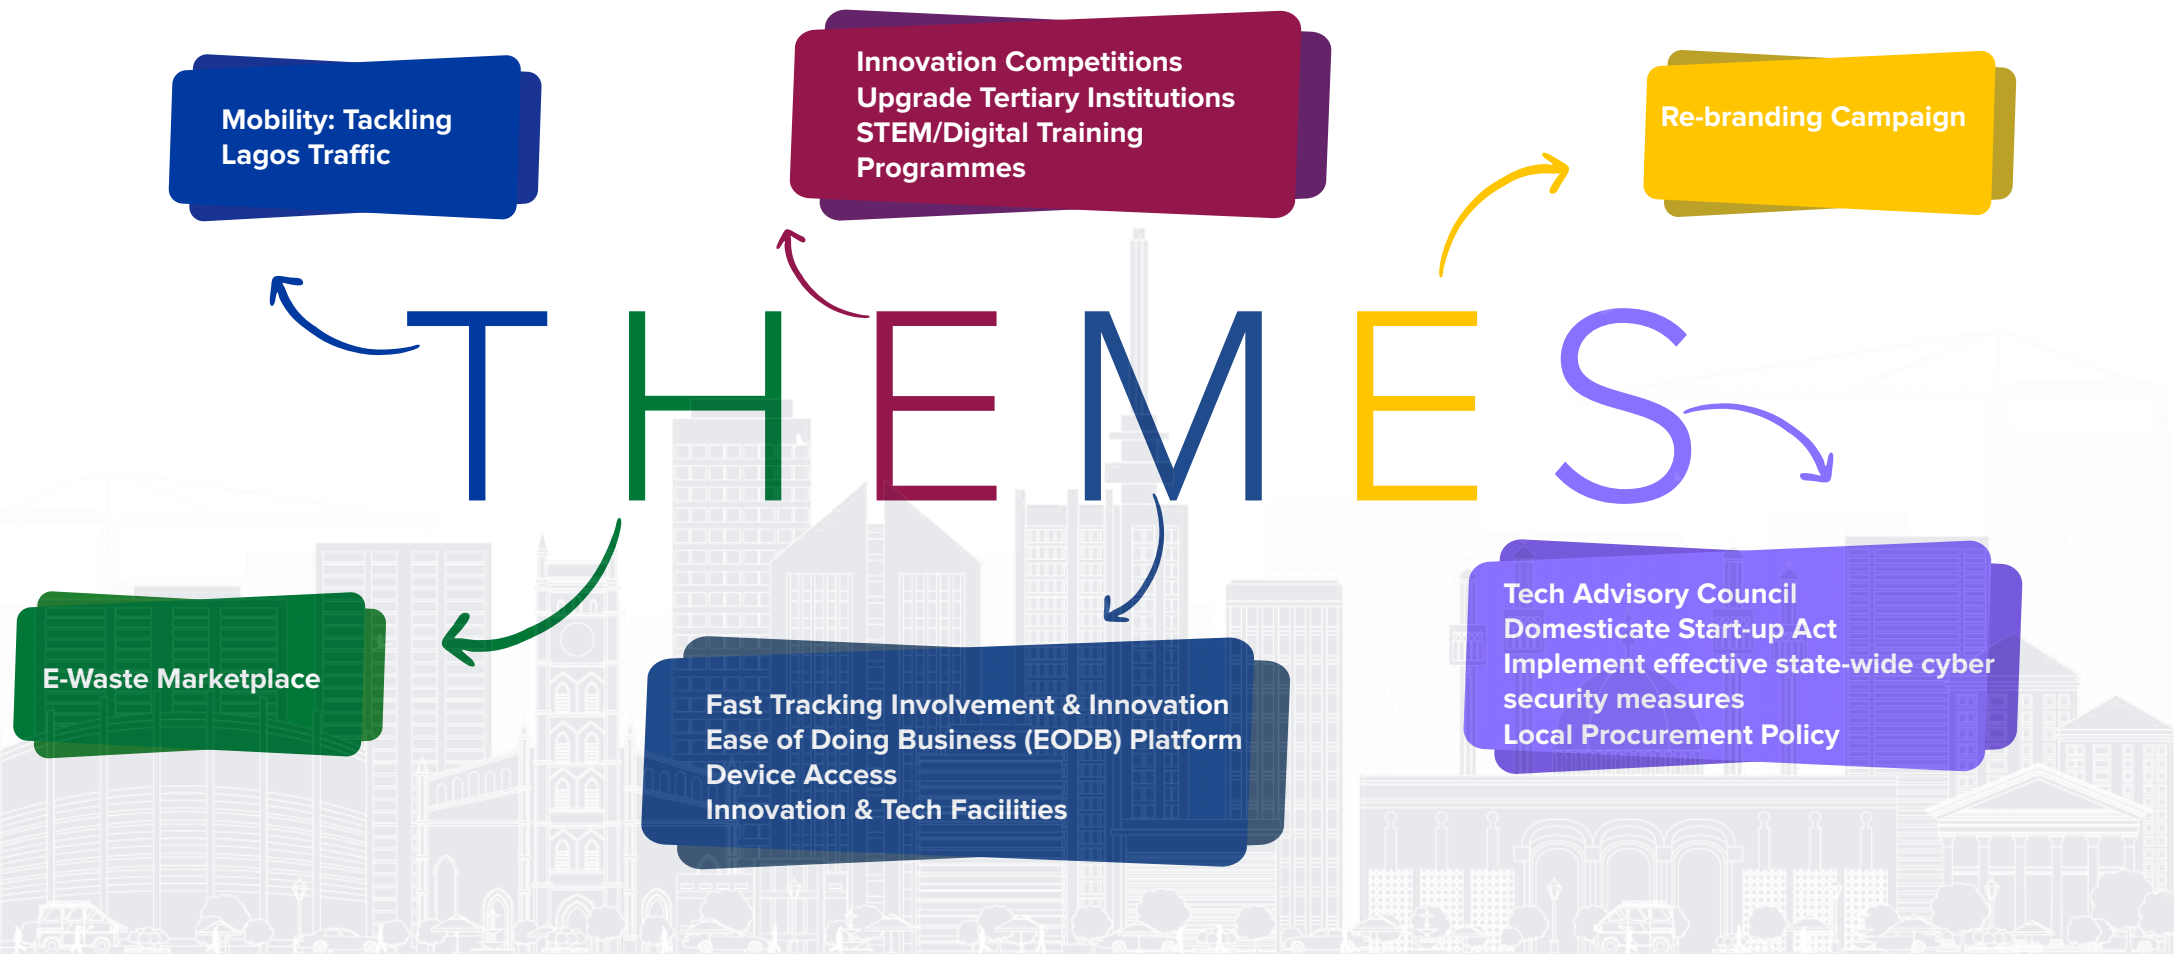 Mobility: Tackling
Lagos Traffic
Innovation Competitions
Upgrade Tertiary Institutions
STEM/Digital Training
Programmes
Re-branding Campaign
THEMES
E-Waste Marketplace
Fast Tracking Involvement & Innovation
Ease of Doing Business (EODB) Platform
Device Access
Innovation & Tech Facilities
Tech Advisory Council
Domesticate Start-up Act
Implement effective state-wide cyber
security measures
Local Procurement Policy